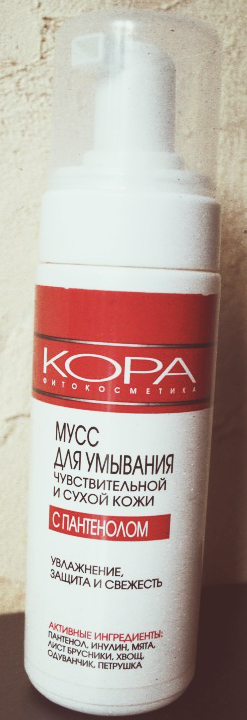 КОРА
ФИТОКОСМЕТИКА
МУСС
ДЛЯ УМЫВАНИЯ
ЧУВСТВИТЕЛЬНОЙ
И СУХОЙ КОЖИ
С ПАНТЕНОЛОМ
УВЛАЖНЕНИЕ,
ЗАЩИТА И СВЕЖЕСТЬ
АКТИВНЫЕ ИНГРЕДИЕНТЫ:
ПАНТЕНОЛ, ИНУЛИН, МЯТА,
ЛИСТ БРУСНИКИ, ХВОЩ,
ОДУВАНЧИК, ПЕТРУШКА